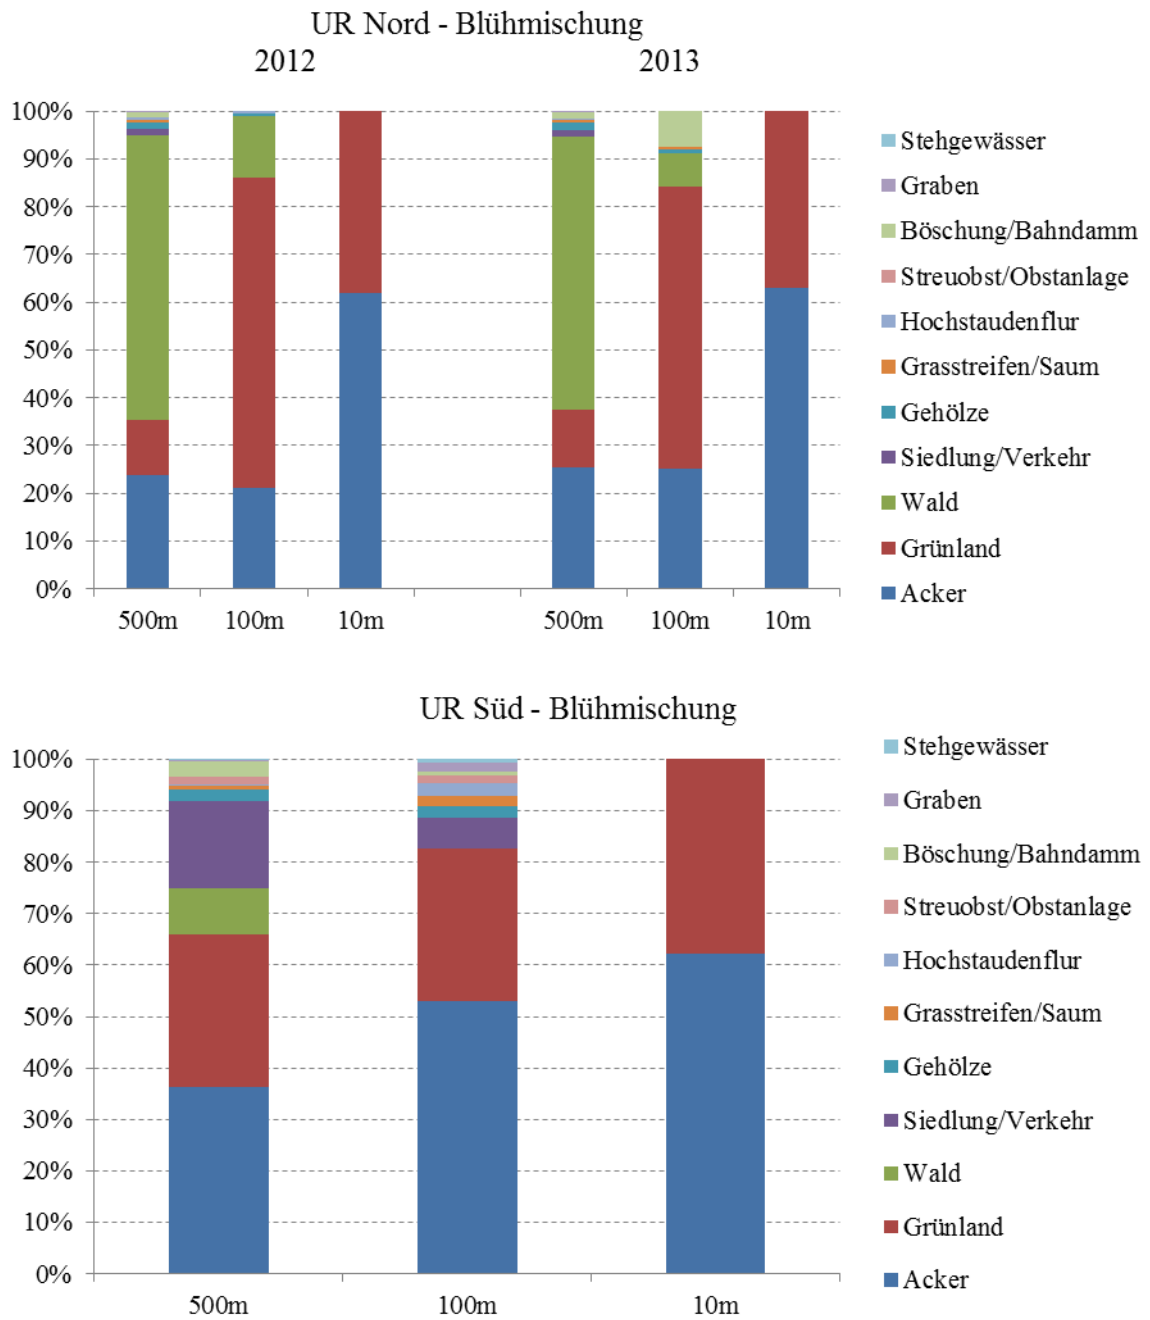 UR Nord - Blühmischung
2012 2013
100%
90%
80%
70%
60%
50%
40%
30%
20%
10%
0%
500m 100m 10m 500m 100m 10m
Stehgewässer
Graben
Böschung/Bahndamm
Streuobst/Obstanlage
Hochstaudenflur
Grasstreifen/Saum
Gehölze
Siedlung/Verkehr
Wald
Grünland
Acker
UR Süd - Blühmischung
100%
90%
80%
70%
60%
50%
40%
30%
20%
10%
0%
500m 100m 10m
Stehgewässer
Graben
Böschung/Bahndamm
Streuobst/Obstanlage
Hochstaudenflur
Grasstreifen/Saum
Gehölze
Siedlung/Verkehr
Wald
Grünland
Acker